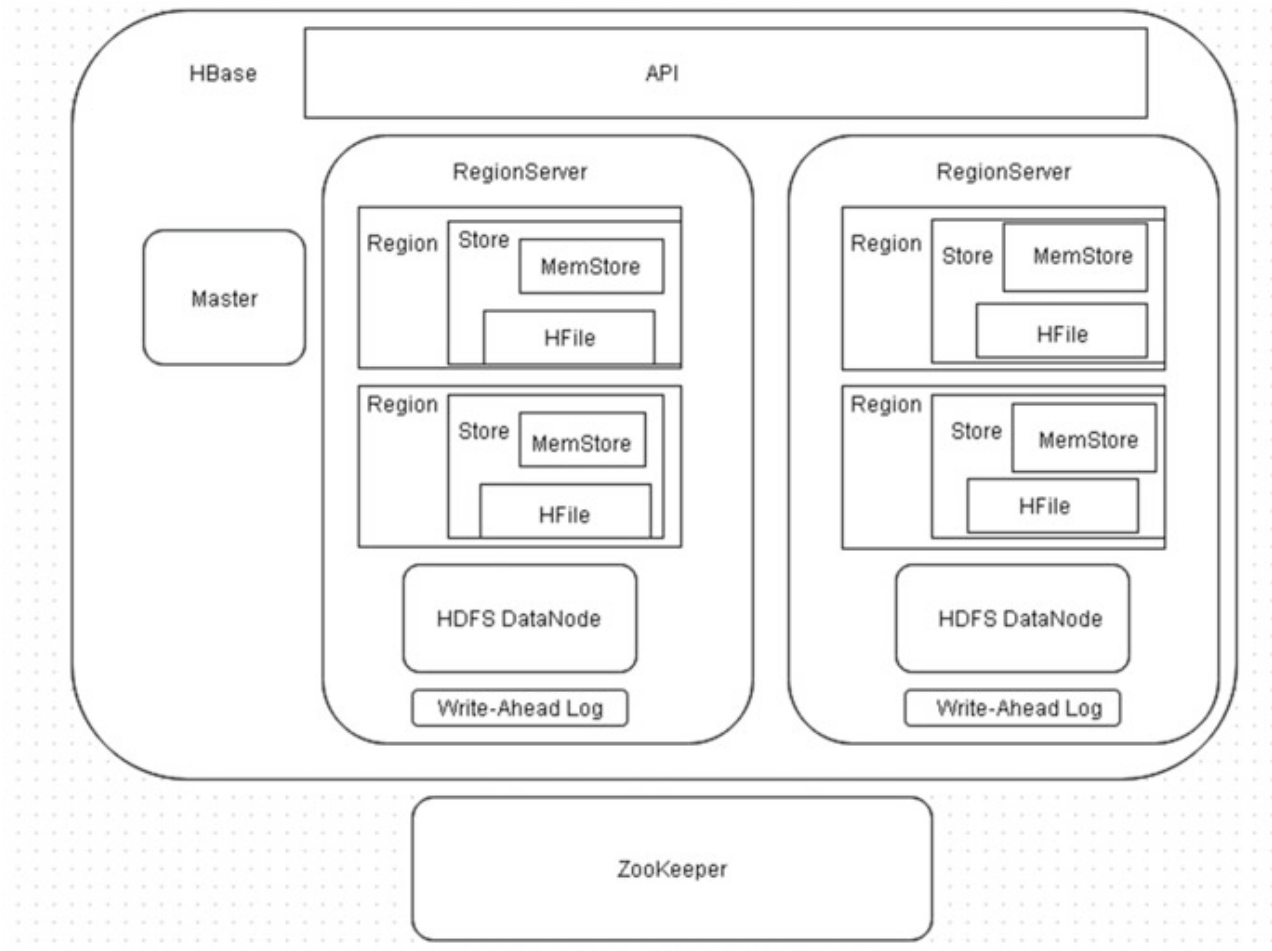 HBase
API
Master
RegionServer
Region
Store
MemStore
HFile
Region
Store
MemStore
HFile
HDFS DataNode
Write-Ahead Log
RegionServer
Region
Store
MemStore
HFile
Region
Store
MemStore
HFile
HDFS DataNode
Write-Ahead Log
ZooKeeper